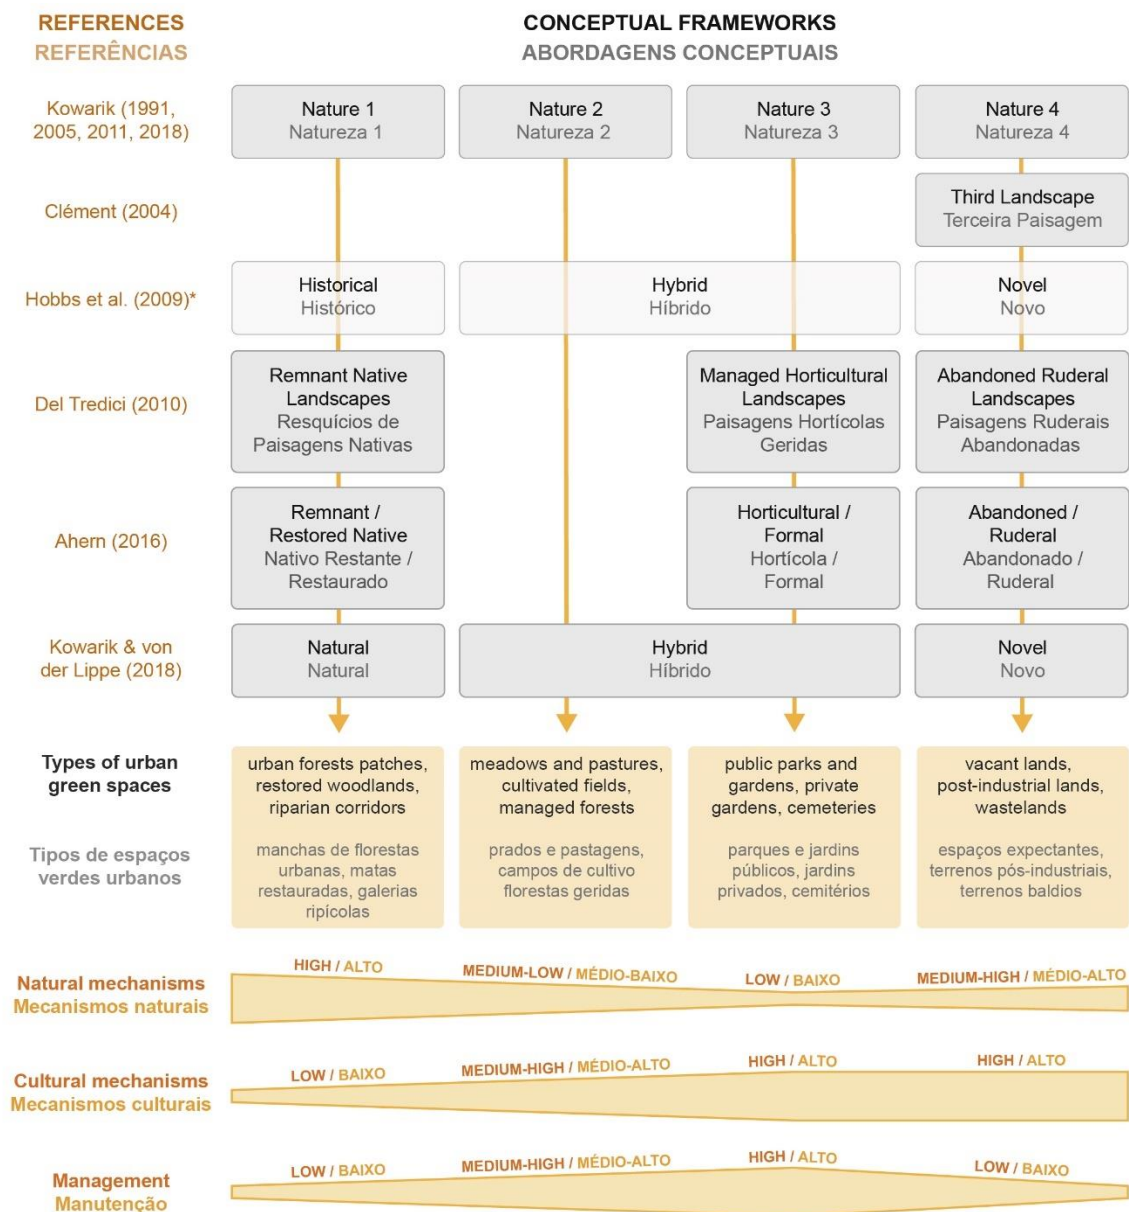 REFERENCES
REFERÊNCIAS
CONCEPTUAL FRAMEWORKS
ABORDAGENS CONCEPTUAIS
Kowarik (1991,
2005, 2011, 2018)
Nature 1
Natureza 1
Nature 2
Natureza 2
Nature 3
Natureza 3
Nature 4
Natureza 4
Clément (2004)
Third Landscape
Terceira Paisagem
Hobbs et al. (2009)*
Historical
Histórico
Hybrid
Híbrido
Novel
Novo
Del Tredici (2010)
Remnant Native
Landscapes
Resquícios de
Paisagens Nativas
Managed Horticultural
Landscapes
Paisagens Hortícolas
Geridas
Abandoned Ruderal
Landscapes
Paisagens Ruderais
Abandonadas
Ahern (2016)
Remnant /
Restored Native
Nativo Restante /
Restaurado
Horticultural /
Formal
Hortícola /
Formal
Abandoned /
Ruderal
Abandonado /
Ruderal
Kowarik & von
der Lippe (2018)
Natural
Natural
Hybrid
Híbrido
Novel
Novo
Types of urban
green spaces
Tipos de espaços
verdes urbanos
urban forests patches,
restored woodlands,
riparian corridors
manchas de florestas
urbanas, matas
restauradas, galerias
ripícolas
meadows and pastures,
cultivated fields,
managed forests
prados e pastagens,
campos de cultivo
florestas geridas
public parks and
gardens, private
gardens, cemeteries
parques e jardins
públicos, jardins
privados, cemitérios
vacant lands,
post-industrial lands,
wastelands
espaços expectantes,
terrenos pós-industriais,
terrenos baldios
Natural mechanisms
Mecanismos naturais
HIGH / ALTO
MEDIUM-LOW / MÉDIO-BAIXO
LOW / BAIXO
MEDIUM-HIGH / MÉDIO-ALTO
Cultural mechanisms
Mecanismos culturais
LOW / BAIXO
MEDIUM-HIGH / MÉDIO-ALTO
HIGH / ALTO
HIGH / ALTO
Management
Manutenção
LOW / BAIXO
MEDIUM-HIGH / MÉDIO-ALTO
HIGH / ALTO
LOW / BAIXO